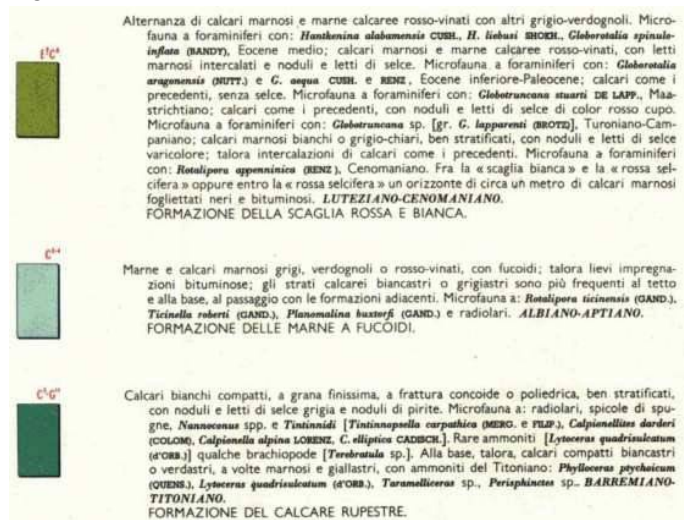 Alternanza di calcari marnosi e marne calcaree rosso-vinati con altri grigio-verdognoli. Micro-
fauna a foraminiferi con: Hantkenina alabamensis CUSH., H. liebusi SHOKH., Globorotalia spinulo-
inflata (BANDY), Eocene medio; calcari marnosi e marne calcaree rosso-vinati, con letti
marnosi intercalati e noduli e letti di selce. Microfauna a foraminiferi con: Globorotalia
aragonensis (NUTT.) e G. aequa CUSH. e RENZ, Eocene inferiore-Paleocene; calcari come i
precedenti, senza selce. Microfauna a foraminiferi con: Globotruncana stuarti DE LAPP., Maa-
strichtiano; calcari come i precedenti, con noduli e letti di selce di color rosso cupo.
Microfauna a foraminiferi con: Globotruncana sp. [gr. G. lapparenti (BROTZ)], Turoniano-Cam-
paniano; calcari marnosi bianchi o grigio-chiari, ben stratificati, con noduli e letti di selce
varicolore; talora intercalazioni di calcari come i precedenti. Microfauna a foraminiferi
con: Rotalipora appenninica (RENZ), Cenomaniano. Fra la « scaglia bianca » e la « rossa sel-
cifera » oppure entro la « rossa selcifera » un orizzonte di circa un metro di calcari marnosi
fogliettati neri e bituminosi. LUTEZIANO-CENOMANIANO.
FORMAZIONE DELLA SCAGLIA ROSSA E BIANCA.
Marne e calcari marnosi grigi, verdognoli o rosso-vinati, con fucoidi; talora lievi impregna-
zioni bituminose; gli strati calcarei biancastri o grigiastri sono più frequenti al tetto
e alla base, al passaggio con le formazioni adiacenti. Microfauna a: Rotalipora ticinensis (GAND.),
Ticinella roberti (GAND.), Planomalina buxtorfi (GAND.) e radiolari. ALBIANO-APTIANO.
FORMAZIONE DELLE MARNE A FUCOIDI.
Calcari bianchi compatti, a grana finissima, a frattura concoide o poliedrica, ben stratificati,
con noduli e letti di selce grigia e noduli di pirite. Microfauna a: radiolari, spicole di spu-
gne, Nannoconus spp. e Tintinnidi [Tintinnopsella carpathica (MERG. e FILIP.), Calpionellites darderi
(COLOM), Calpionella alpina LORENZ, C. elliptica CADISCH.]. Rare ammoniti [Lytoceras quadrisulcatum
(d'ORB.)] qualche brachiopode [Terebratula sp.]. Alla base, talora, calcari compatti biancastri
o verdastri, a volte marnosi e giallastri, con ammoniti del Titoniano: Phylloceras ptychoicum
(QUENS.), Lytoceras quadrisulcatum (d'ORB.), Taramelliceras sp., Perisphinctes sp.. BARREMIANO-
TITONIANO.
FORMAZIONE DEL CALCARE RUPESTRE.